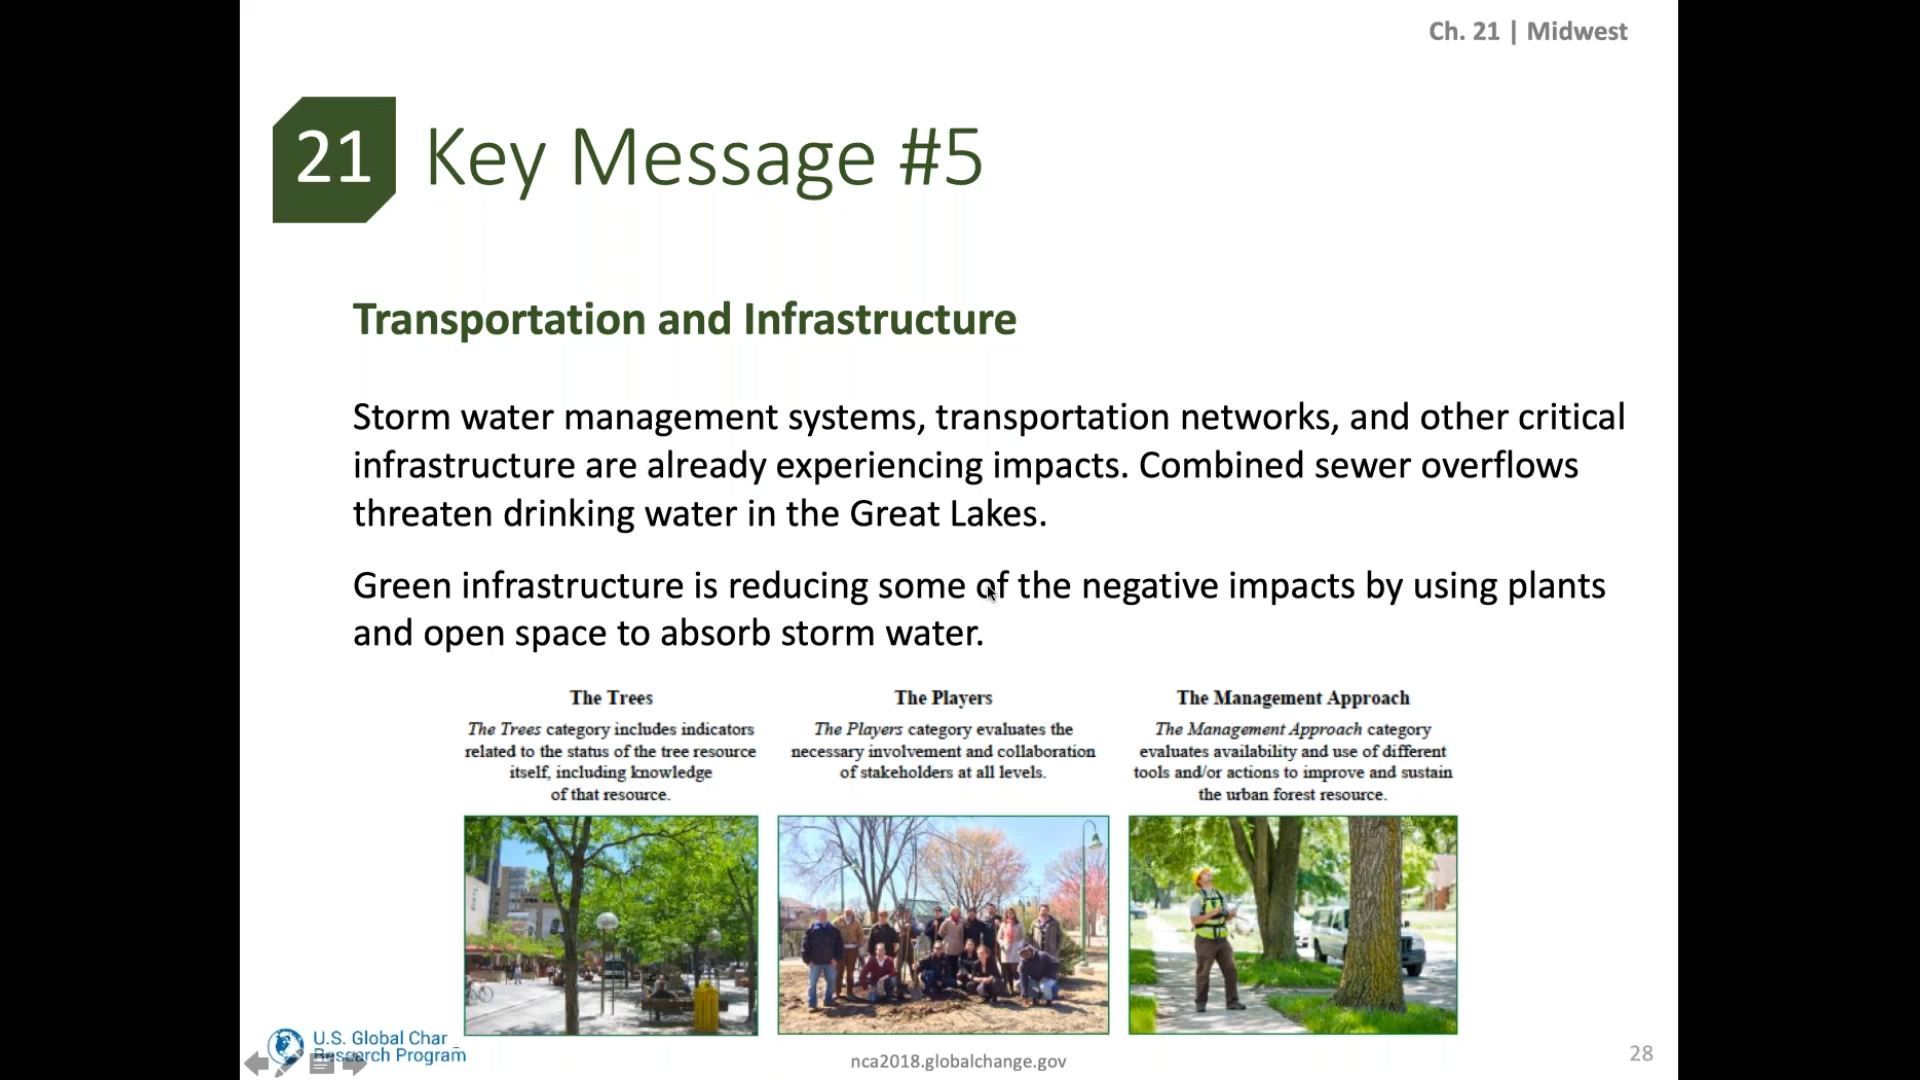 Ch. 21 | Midwest
21 Key Message #5
Transportation and Infrastructure
Storm water management systems, transportation networks, and other critical
infrastructure are already experiencing impacts. Combined sewer overflows
threaten drinking water in the Great Lakes.
Green infrastructure is reducing some of the negative impacts by using plants
and open space to absorb storm water.
The Trees
The Trees category includes indicators
related to the status of the tree resource
itself, including knowledge
of that resource.
The Players
The Players category evaluates the
necessary involvement and collaboration
of stakeholders at all levels.
The Management Approach
The Management Approach category
evaluates availability and use of different
tools and/or actions to improve and sustain
the urban forest resource.
U.S. Global Char
Research Program
nca2018.globalchange.gov
28